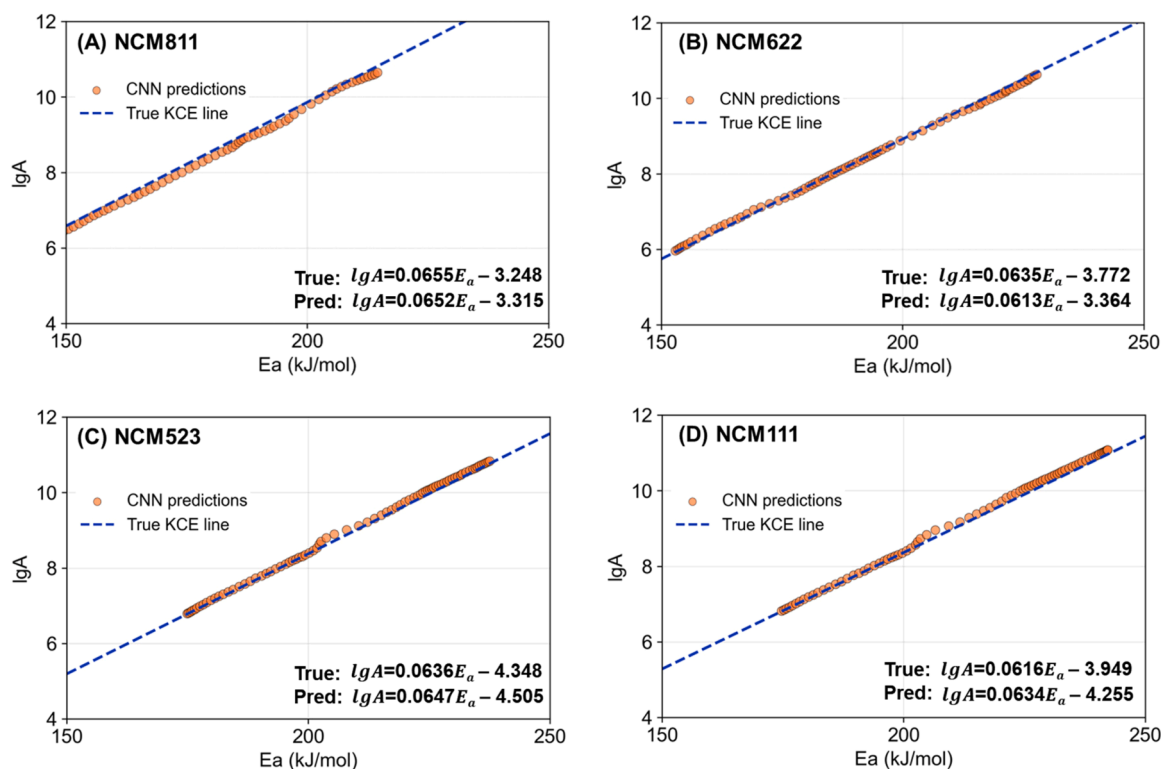 (A) NCM811
CNN predictions
True KCE line
True: lgA=0.0655Eₐ − 3.248
Pred: lgA=0.0652Eₐ − 3.315
12
10
8
6
4
lgA
150
200
250
Ea (kJ/mol)
(B) NCM622
CNN predictions
True KCE line
True: lgA=0.0635Eₐ − 3.772
Pred: lgA=0.0613Eₐ − 3.364
12
10
8
6
4
lgA
150
200
250
Ea (kJ/mol)
(C) NCM523
CNN predictions
True KCE line
True: lgA=0.0636Eₐ − 4.348
Pred: lgA=0.0647Eₐ − 4.505
12
10
8
6
4
lgA
150
200
250
Ea (kJ/mol)
(D) NCM111
CNN predictions
True KCE line
True: lgA=0.0616Eₐ − 3.949
Pred: lgA=0.0634Eₐ − 4.255
12
10
8
6
4
lgA
150
200
250
Ea (kJ/mol)